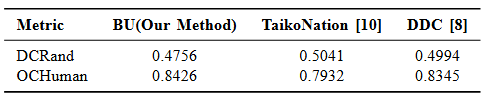 Metric BU(Our Method) TaikoNation [10] DDC [8]
DCRand 0.4756 0.5041 0.4994
OCHuman 0.8426 0.7932 0.8345